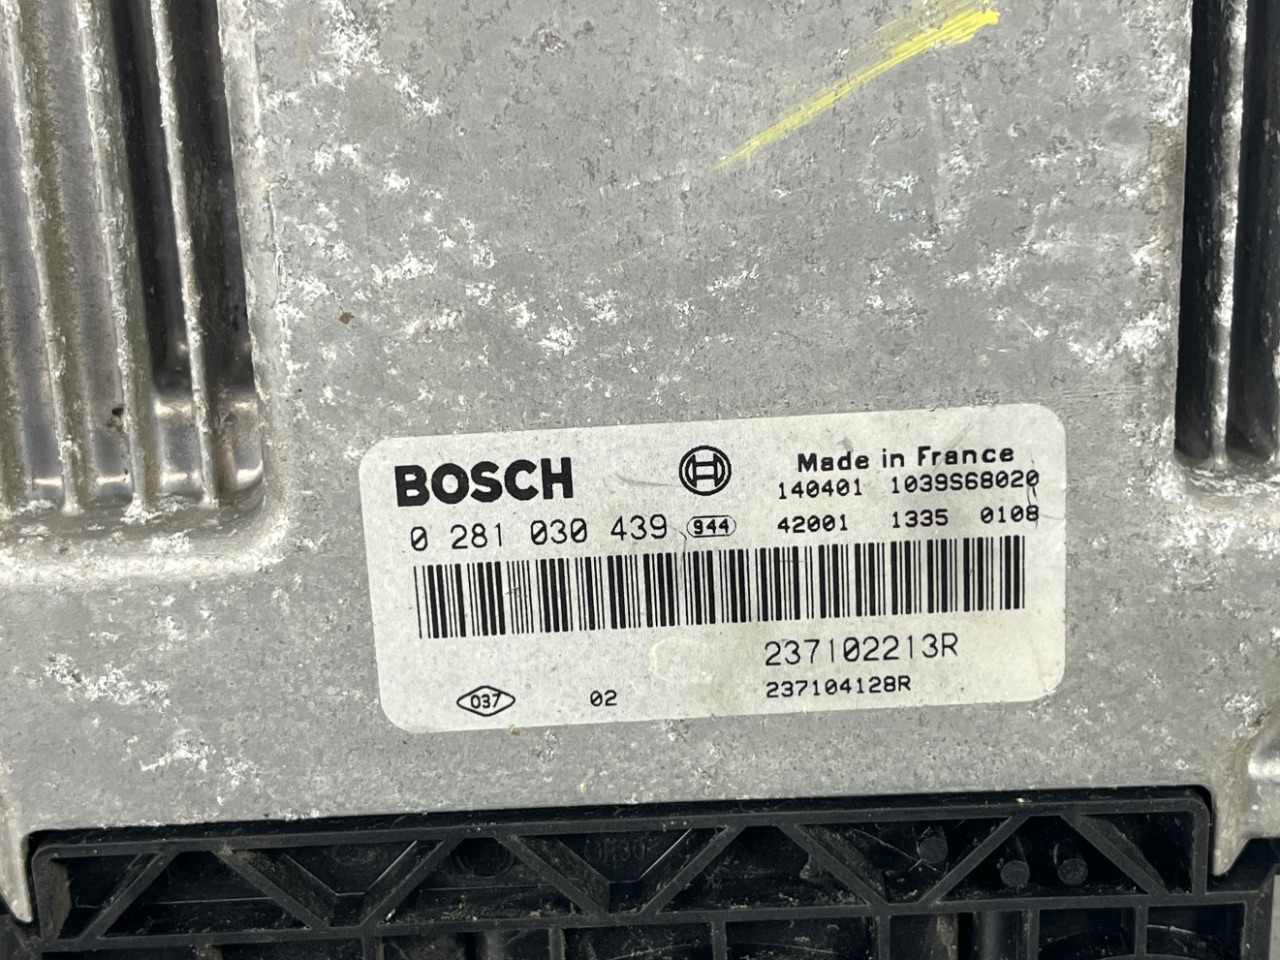 BOSCH
Made in France
140401 1039S68020
0 281 030 439 944 42001 1335 0108
237102213R
037 02 237104128R